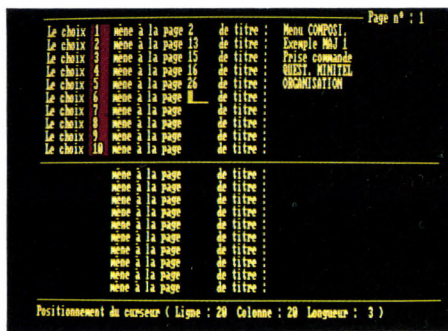 Page n° : 1
Le choix 1 mène à la page 2 de titre : Menu COMPOSI.
Le choix 2 mène à la page 13 de titre : Exemple MAJ 1
Le choix 3 mène à la page 15 de titre : Prise commande
Le choix 4 mène à la page 16 de titre : QUEST. MINITEL
Le choix 5 mène à la page 26 de titre : ORGANISATION
Le choix 6 mène à la page de titre :
Le choix 7 mène à la page de titre :
Le choix 8 mène à la page de titre :
Le choix 9 mène à la page de titre :
Le choix 10 mène à la page de titre :
mène à la page de titre :
mène à la page de titre :
mène à la page de titre :
mène à la page de titre :
mène à la page de titre :
mène à la page de titre :
mène à la page de titre :
mène à la page de titre :
mène à la page de titre :
mène à la page de titre :
Positionnement du curseur ( Ligne : 20 Colonne : 20 Longueur : 3 )